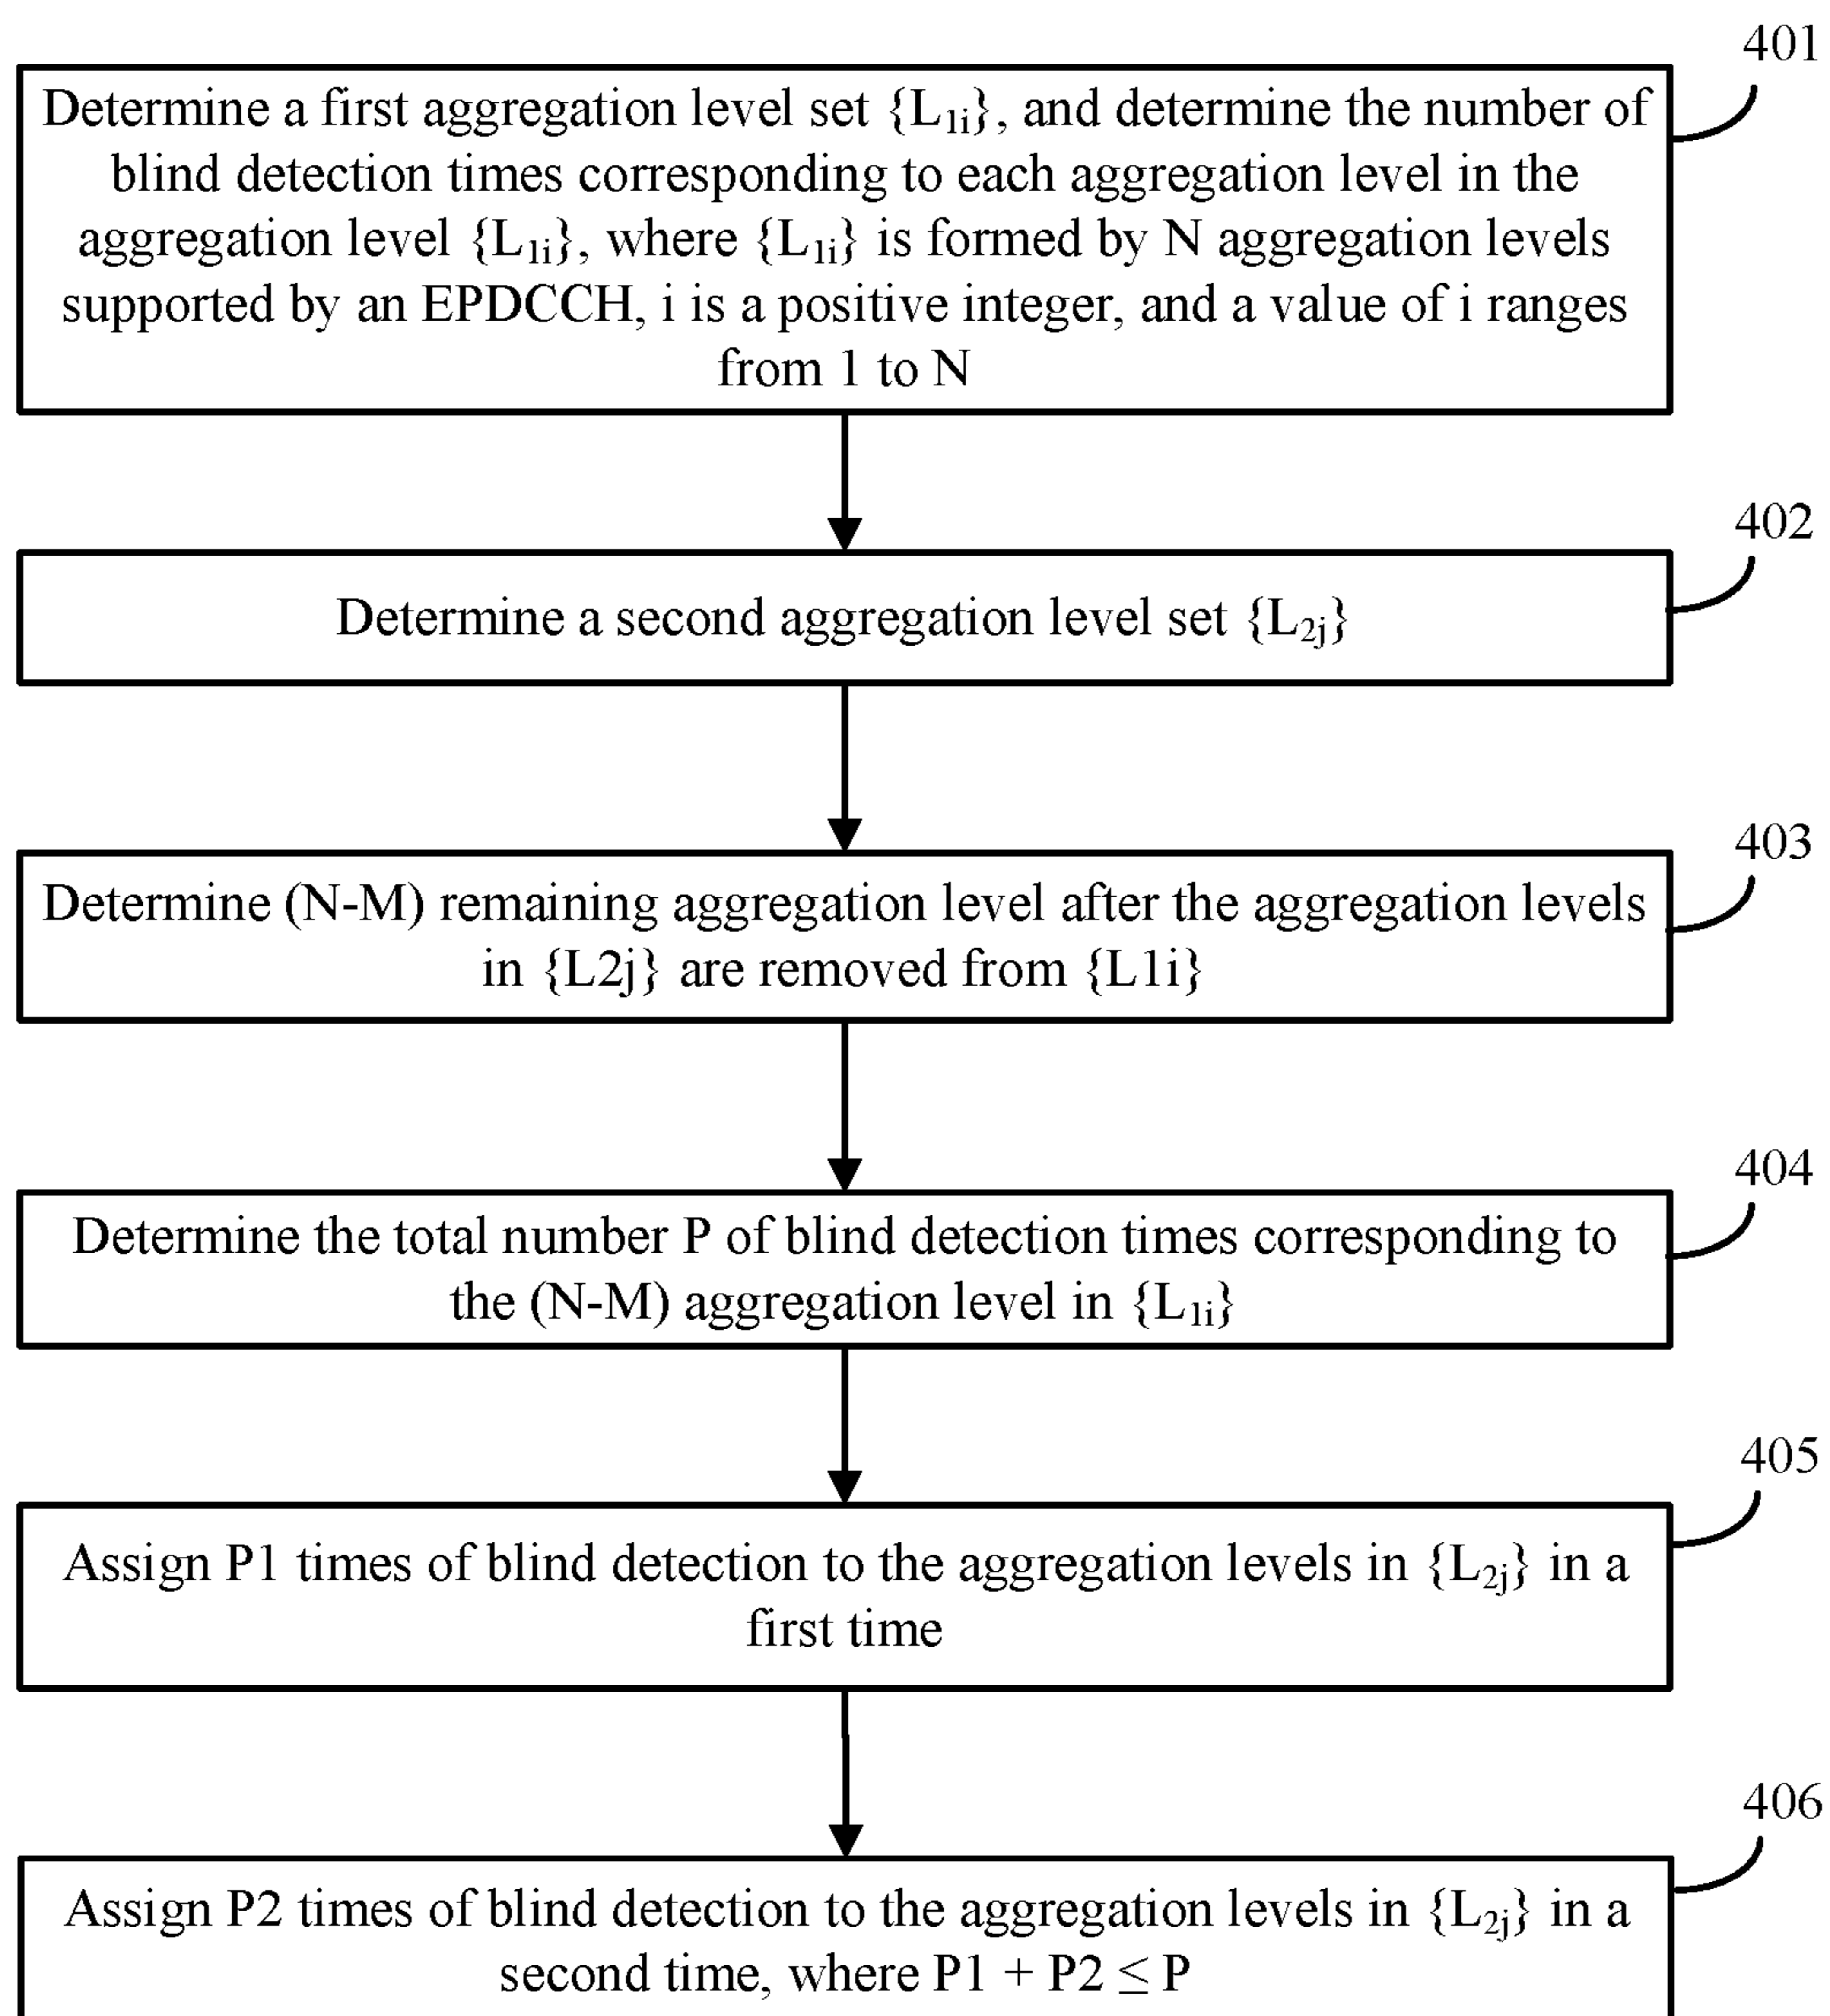 401
Determine a first aggregation level set {L1i}, and determine the number of
blind detection times corresponding to each aggregation level in the
aggregation level {L1i}, where {L1i} is formed by N aggregation levels
supported by an EPDCCH, i is a positive integer, and a value of i ranges
from 1 to N
402
Determine a second aggregation level set {L2j}
403
Determine (N-M) remaining aggregation level after the aggregation levels
in {L2j} are removed from {L1i}
404
Determine the total number P of blind detection times corresponding to
the (N-M) aggregation level in {L1i}
405
Assign P1 times of blind detection to the aggregation levels in {L2j} in a
first time
406
Assign P2 times of blind detection to the aggregation levels in {L2j} in a
second time, where P1 + P2 ≤ P